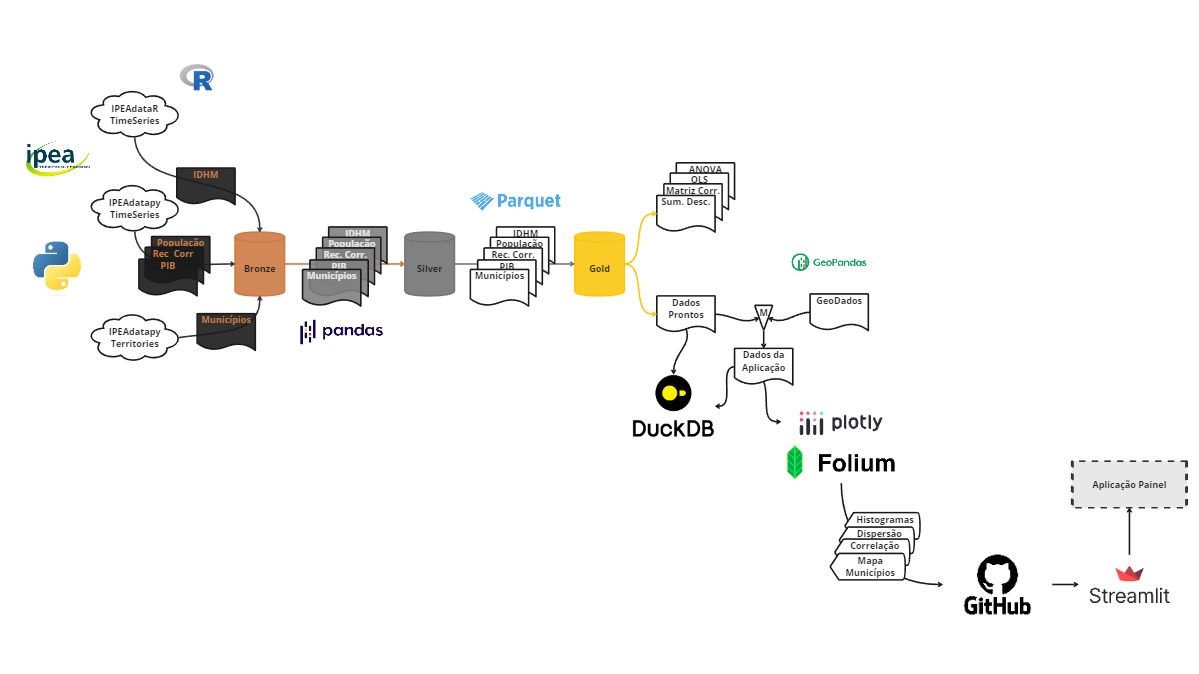 R
IPEAdataR
TimeSeries
ipea
IDHM
IPEAdatapy
TimeSeries
População
Rec Corr
PIB
Municípios
IPEAdatapy
Territories
Bronze
IDHM
População
Rec. Corr.
PIB
Municípios
pandas
Silver
Parquet
IDHM
População
Rec. Corr.
PIB
Municípios
Gold
ANOVA
OLS
Matriz Corr.
Sum. Desc.
GeoPandas
Dados
Prontos
M
GeoDados
Dados da
Aplicação
DuckDB
plotly
Folium
Histogramas
Dispersão
Correlação
Mapa
Municípios
GitHub
Streamlit
Aplicação Painel